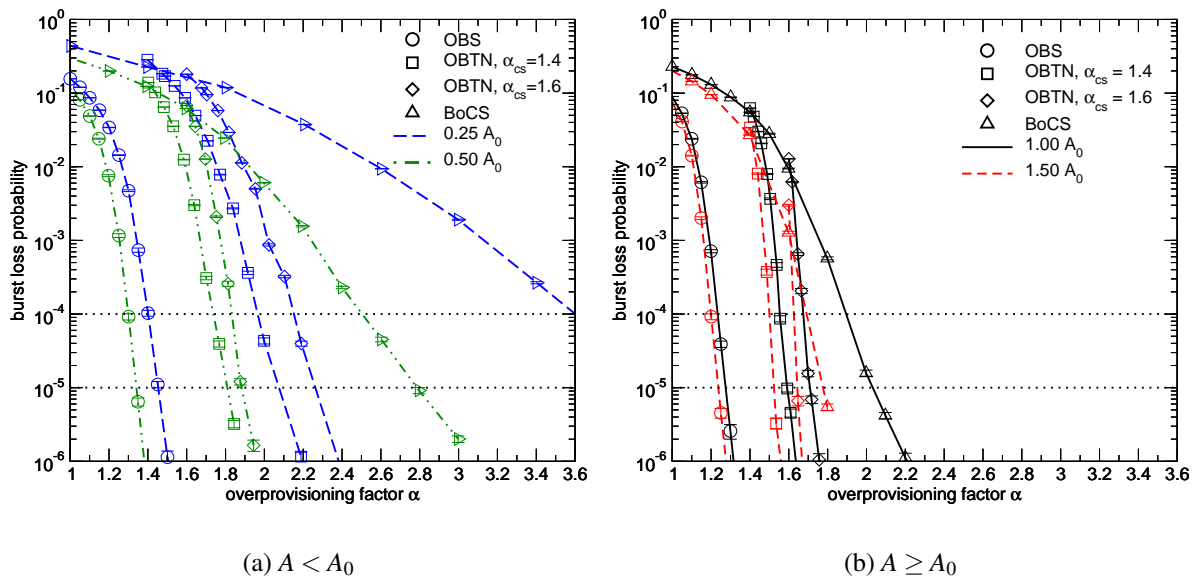 10^0
10^-1
10^-2
10^-3
10^-4
10^-5
10^-6
burst loss probability
1 1.2 1.4 1.6 1.8 2 2.2 2.4 2.6 2.8 3 3.2 3.4 3.6
overprovisioning factor α
OBS
OBTN, α_cs=1.4
OBTN, α_cs=1.6
BoCS
0.25 A_0
0.50 A_0
(a) A < A_0
10^0
10^-1
10^-2
10^-3
10^-4
10^-5
10^-6
burst loss probability
1 1.2 1.4 1.6 1.8 2 2.2 2.4 2.6 2.8 3 3.2 3.4 3.6
overprovisioning factor α
OBS
OBTN, α_cs = 1.4
OBTN, α_cs = 1.6
BoCS
1.00 A_0
1.50 A_0
(b) A ≥ A_0